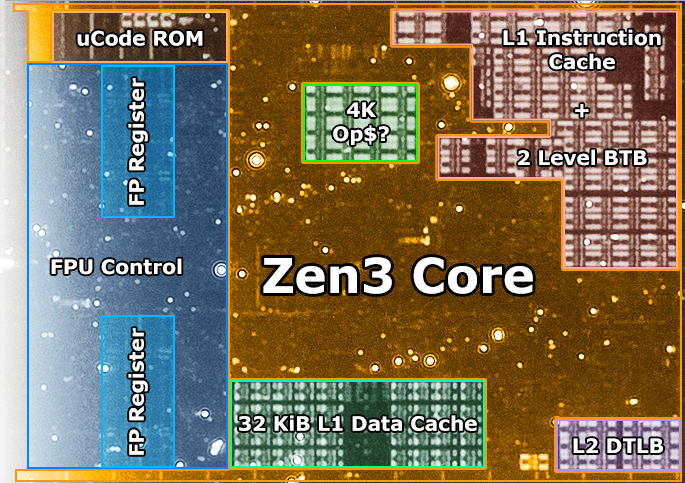 uCode ROM
L1 Instruction
Cache
+
2 Level BTB
4K
Op$?
FP Register
FPU Control
Zen3 Core
FP Register
32 KiB L1 Data Cache
L2 DTLB